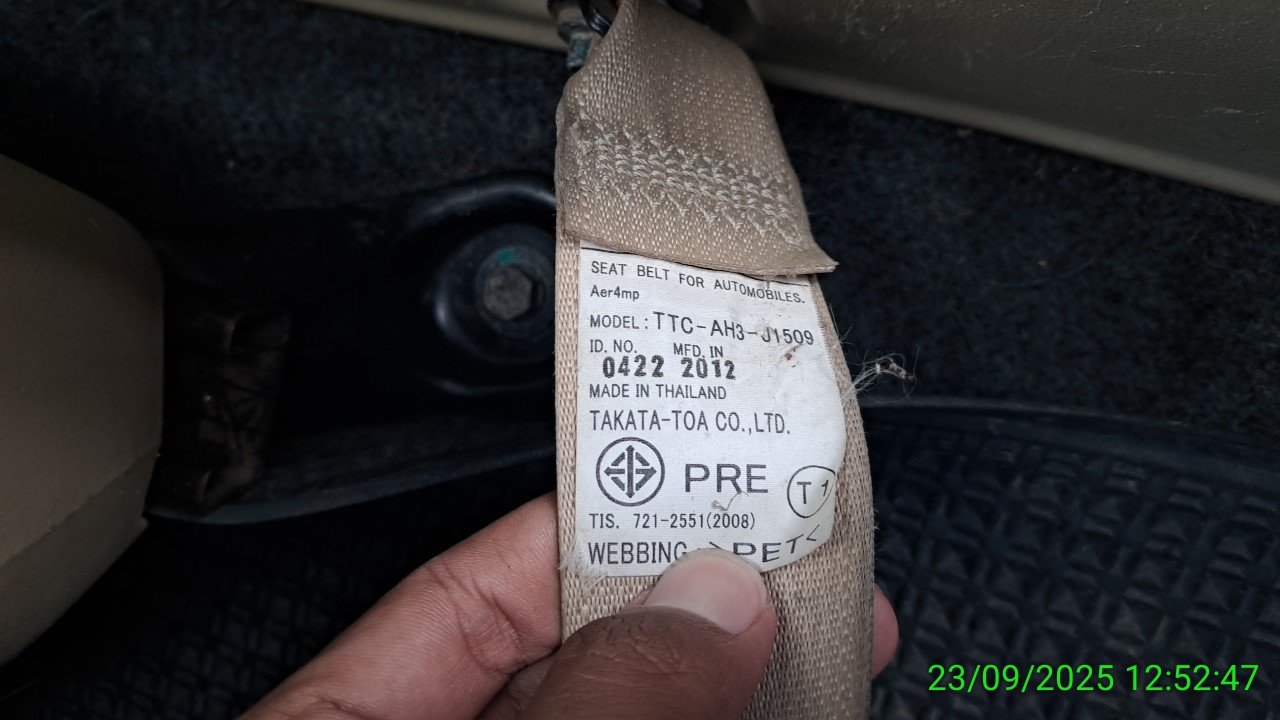 SEAT BELT FOR AUTOMOBILES.
Aer4mp
MODEL: TTC-AH3-J1509
ID. NO. MFD. IN
0422 2012
MADE IN THAILAND
TAKATA-TOA CO.,LTD.
PRE T 1
TIS. 721-2551(2008)
WEBBING >PET<
23/09/2025 12:52:47